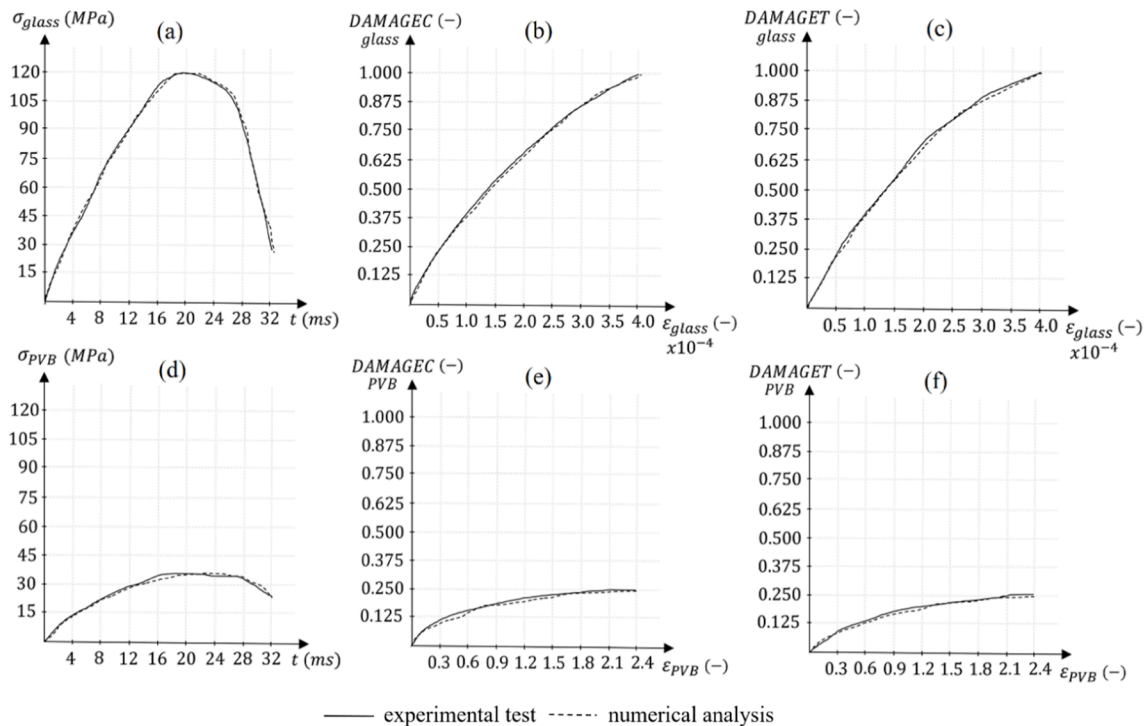 σ_glass (MPa)
(a)
120
105
90
75
60
45
30
15
4 8 12 16 20 24 28 32 t (ms)
DAMAGEC (−)
glass
(b)
1.000
0.875
0.750
0.625
0.500
0.375
0.250
0.125
0.5 1.0 1.5 2.0 2.5 3.0 3.5 4.0 ε_glass (−)
x10⁻⁴
DAMAGET (−)
glass
(c)
1.000
0.875
0.750
0.625
0.500
0.375
0.250
0.125
0.5 1.0 1.5 2.0 2.5 3.0 3.5 4.0 ε_glass (−)
x10⁻⁴
σ_PVB (MPa)
(d)
120
105
90
75
60
45
30
15
4 8 12 16 20 24 28 32 t (ms)
DAMAGEC (−)
PVB
(e)
1.000
0.875
0.750
0.625
0.500
0.375
0.250
0.125
0.3 0.6 0.9 1.2 1.5 1.8 2.1 2.4 ε_PVB (−)
DAMAGET (−)
PVB
(f)
1.000
0.875
0.750
0.625
0.500
0.375
0.250
0.125
0.3 0.6 0.9 1.2 1.5 1.8 2.1 2.4 ε_PVB (−)
experimental test numerical analysis